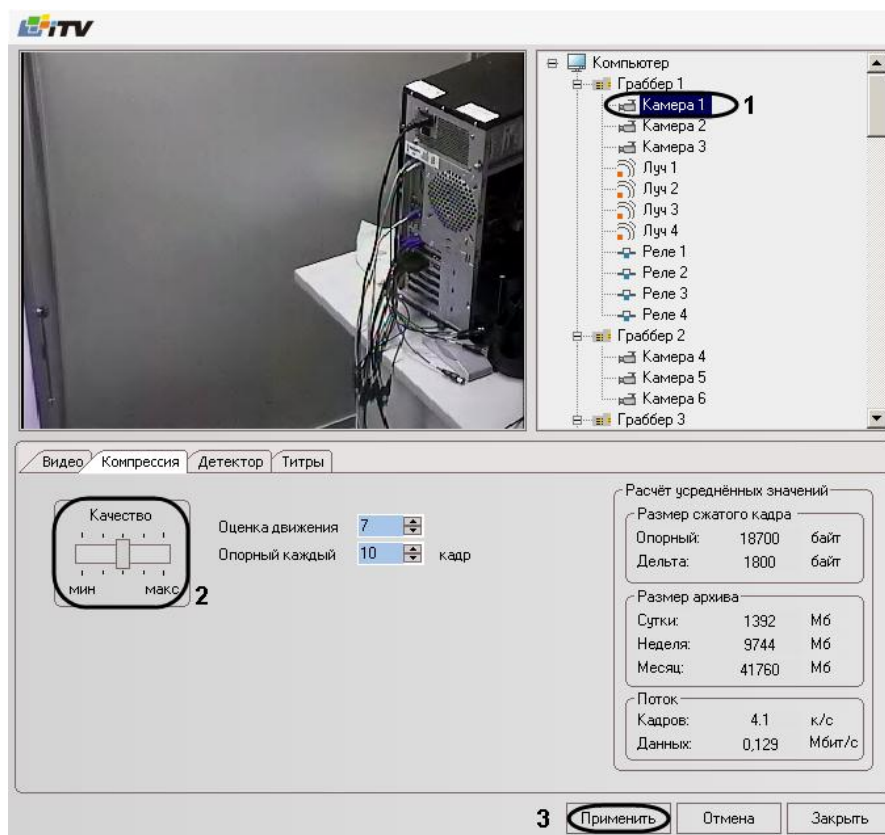 iTV
Компьютер
Граббер 1
Камера 1
1
Камера 2
Камера 3
Луч 1
Луч 2
Луч 3
Луч 4
Реле 1
Реле 2
Реле 3
Реле 4
Граббер 2
Камера 4
Камера 5
Камера 6
Граббер 3
Видео Компрессия Детектор Титры
Качество
мин макс
2
Оценка движения 7
Опорный каждый 10 кадр
Расчёт усреднённых значений
Размер сжатого кадра
Опорный: 18700 байт
Дельта: 1800 байт
Размер архива
Сутки: 1392 Мб
Неделя: 9744 Мб
Месяц: 41760 Мб
Поток
Кадров: 4.1 к/с
Данных: 0,129 Мбит/с
3 Применить Отмена Закрыть